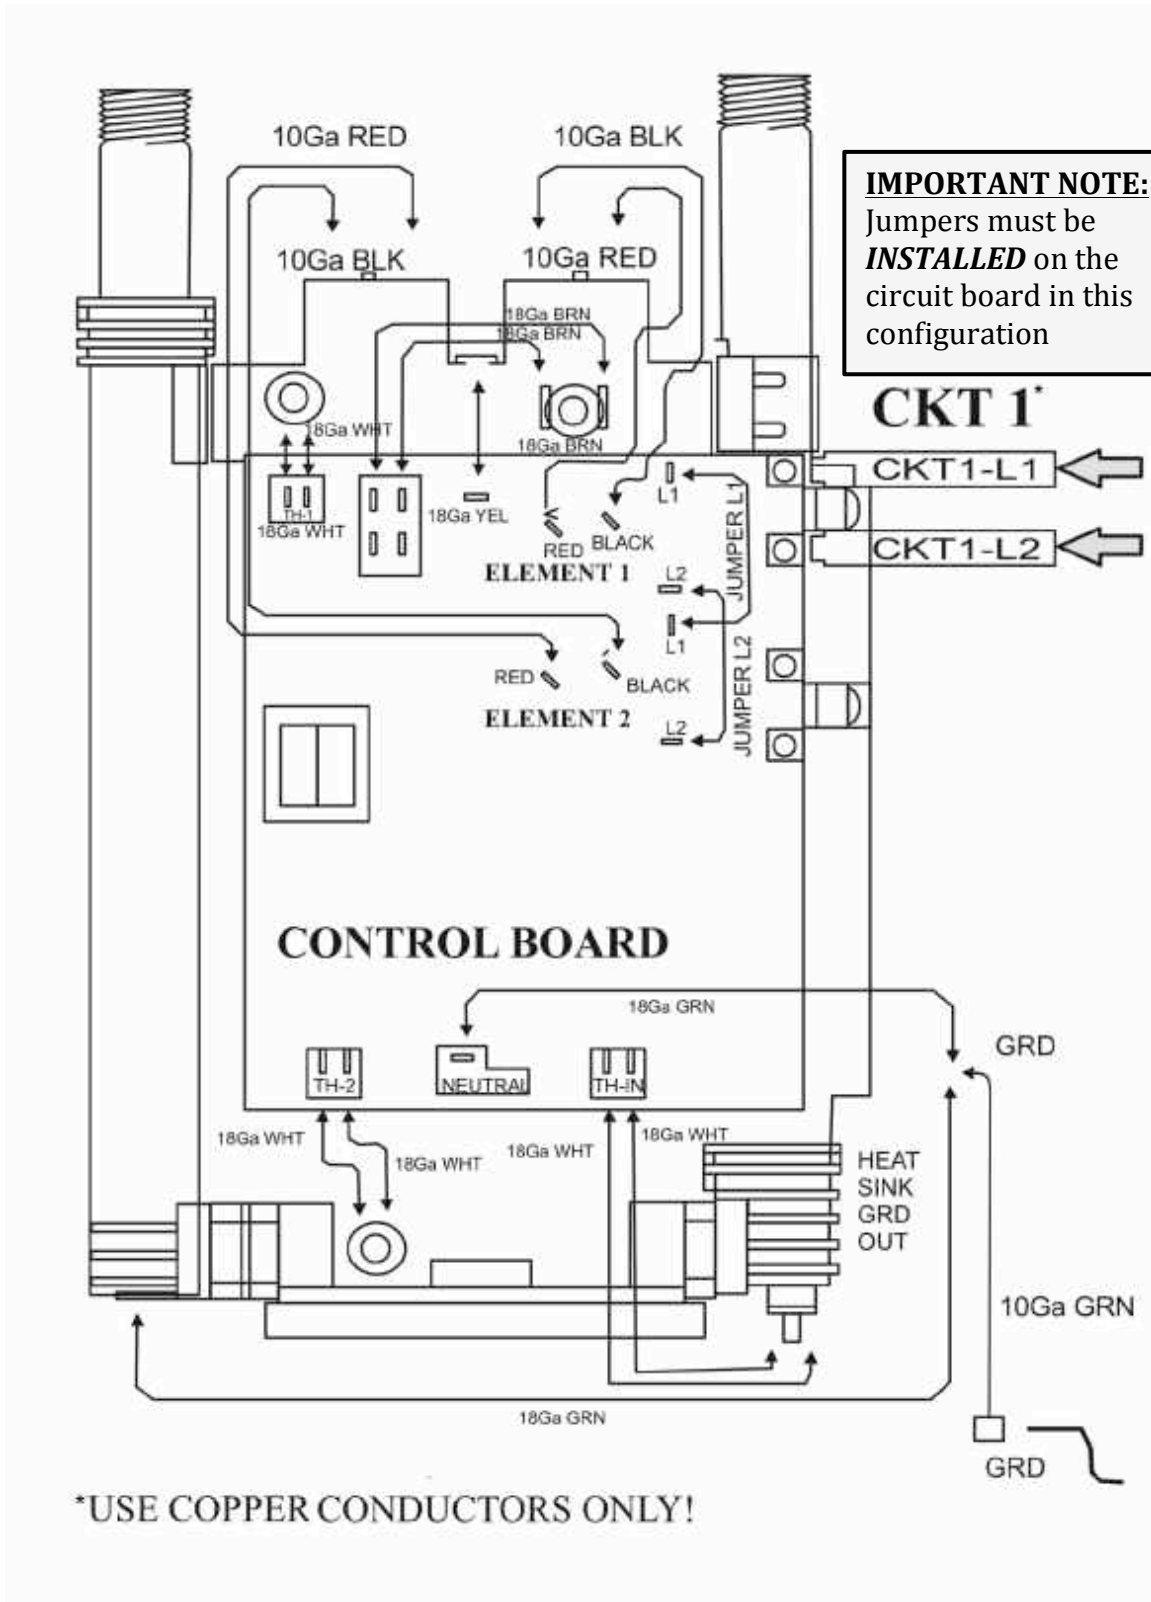 10Ga RED
10Ga BLK
IMPORTANT NOTE:
Jumpers must be
INSTALLED on the
circuit board in this
configuration
10Ga BLK
10Ga RED
18Ga BRN
18Ga BRN
CKT 1*
18Ga WHT
18Ga BRN
CKT1-L1
L1
TH-1
18Ga WHT
18Ga YEL
RED
BLACK
JUMPER L1
CKT1-L2
ELEMENT 1
L2
L1
JUMPER L2
RED
BLACK
ELEMENT 2
L2
CONTROL BOARD
18Ga GRN
GRD
TH-2
NEUTRAL
TH-IN
18Ga WHT
18Ga WHT
18Ga WHT
18Ga WHT
HEAT
SINK
GRD
OUT
10Ga GRN
18Ga GRN
GRD
*USE COPPER CONDUCTORS ONLY!